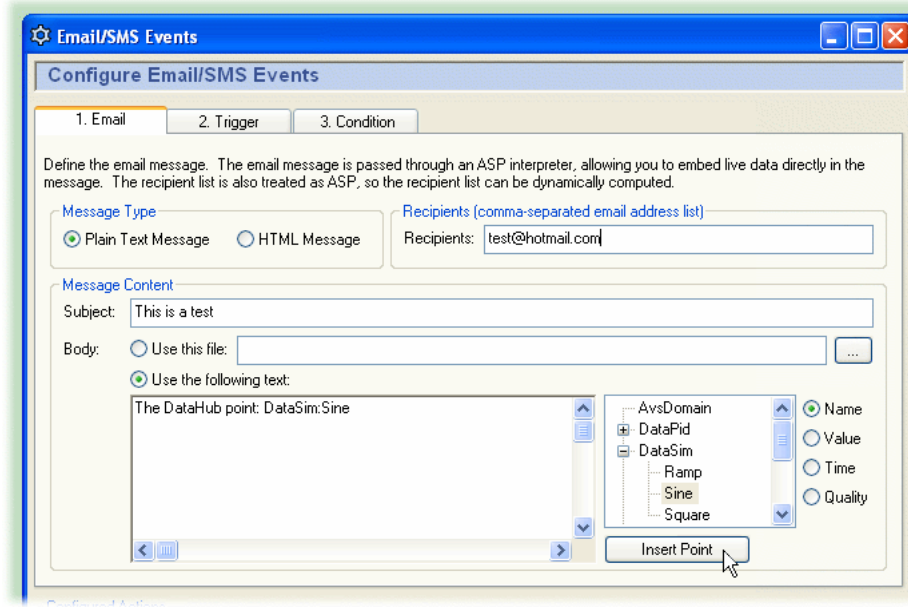 Email/SMS Events
Configure Email/SMS Events
1. Email 2. Trigger 3. Condition
Define the email message. The email message is passed through an ASP interpreter, allowing you to embed live data directly in the
message. The recipient list is also treated as ASP, so the recipient list can be dynamically computed.
Message Type Recipients (comma-separated email address list)
Plain Text Message HTML Message Recipients: test@hotmail.com
Message Content
Subject: This is a test
Body: Use this file: ...
Use the following text:
The DataHub point: DataSim:Sine AvsDomain Name
DataPid
DataSim Value
Ramp Time
Sine
Square Quality
Insert Point
Configured Actions